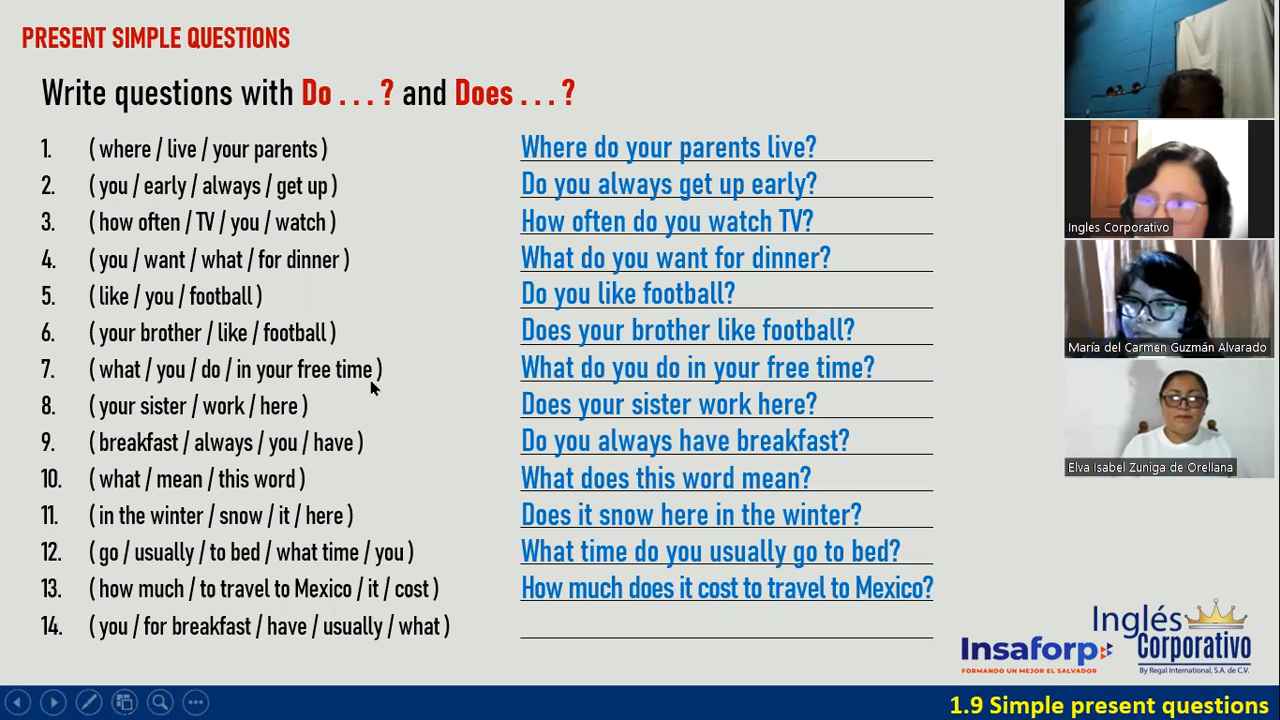 PRESENT SIMPLE QUESTIONS
Write questions with Do . . . ? and Does . . . ?
1. ( where / live / your parents ) Where do your parents live?
2. ( you / early / always / get up ) Do you always get up early?
3. ( how often / TV / you / watch ) How often do you watch TV?
4. ( you / want / what / for dinner ) What do you want for dinner?
5. ( like / you / football ) Do you like football?
6. ( your brother / like / football ) Does your brother like football?
7. ( what / you / do / in your free time ) What do you do in your free time?
8. ( your sister / work / here ) Does your sister work here?
9. ( breakfast / always / you / have ) Do you always have breakfast?
10. ( what / mean / this word ) What does this word mean?
11. ( in the winter / snow / it / here ) Does it snow here in the winter?
12. ( go / usually / to bed / what time / you ) What time do you usually go to bed?
13. ( how much / to travel to Mexico / it / cost ) How much does it cost to travel to Mexico?
14. ( you / for breakfast / have / usually / what )
Ingles Corporativo
María del Carmen Guzmán Alvarado
Elva Isabel Zuniga de Orellana
Insaforp
FORMANDO UN MEJOR EL SALVADOR
Inglés
Corporativo
By Regal International, S.A. de C.V.
1.9 Simple present questions